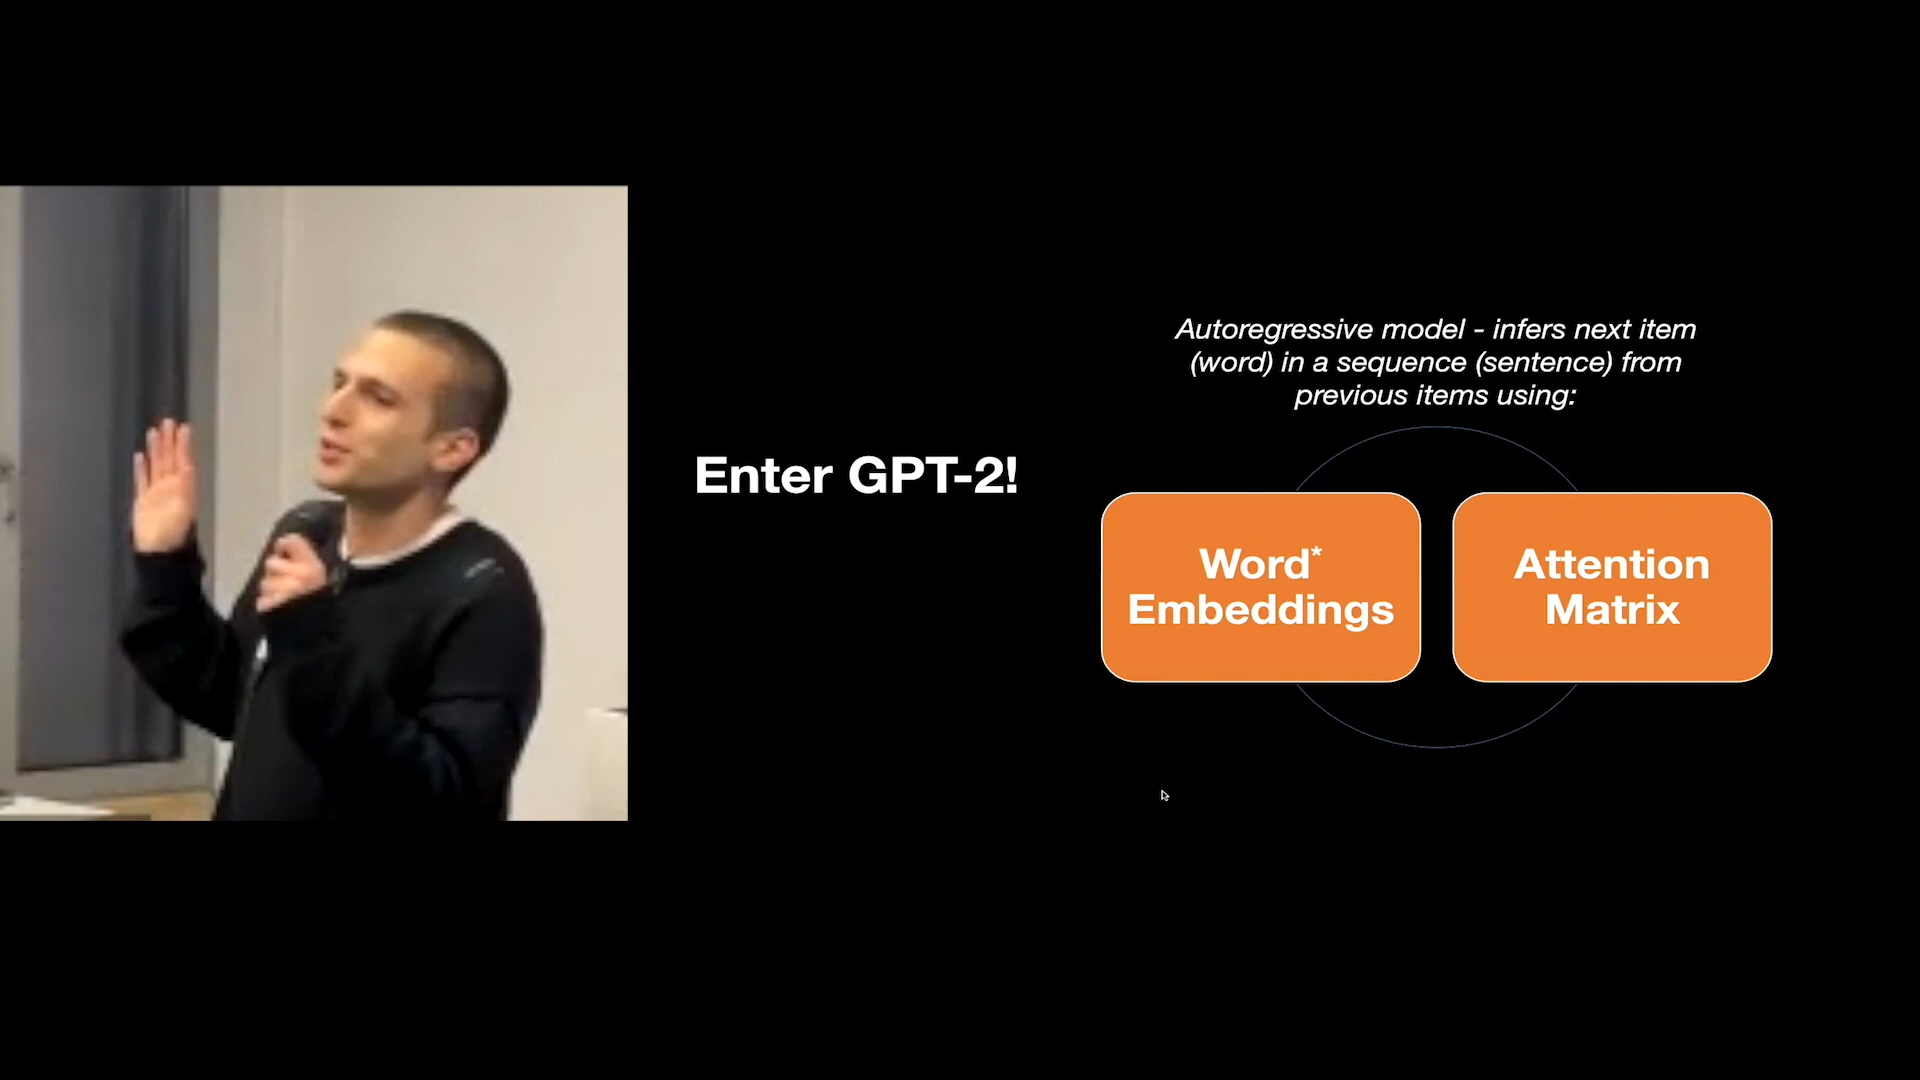 Enter GPT-2!
Autoregressive model - infers next item
(word) in a sequence (sentence) from
previous items using:
Word*
Embeddings
Attention
Matrix